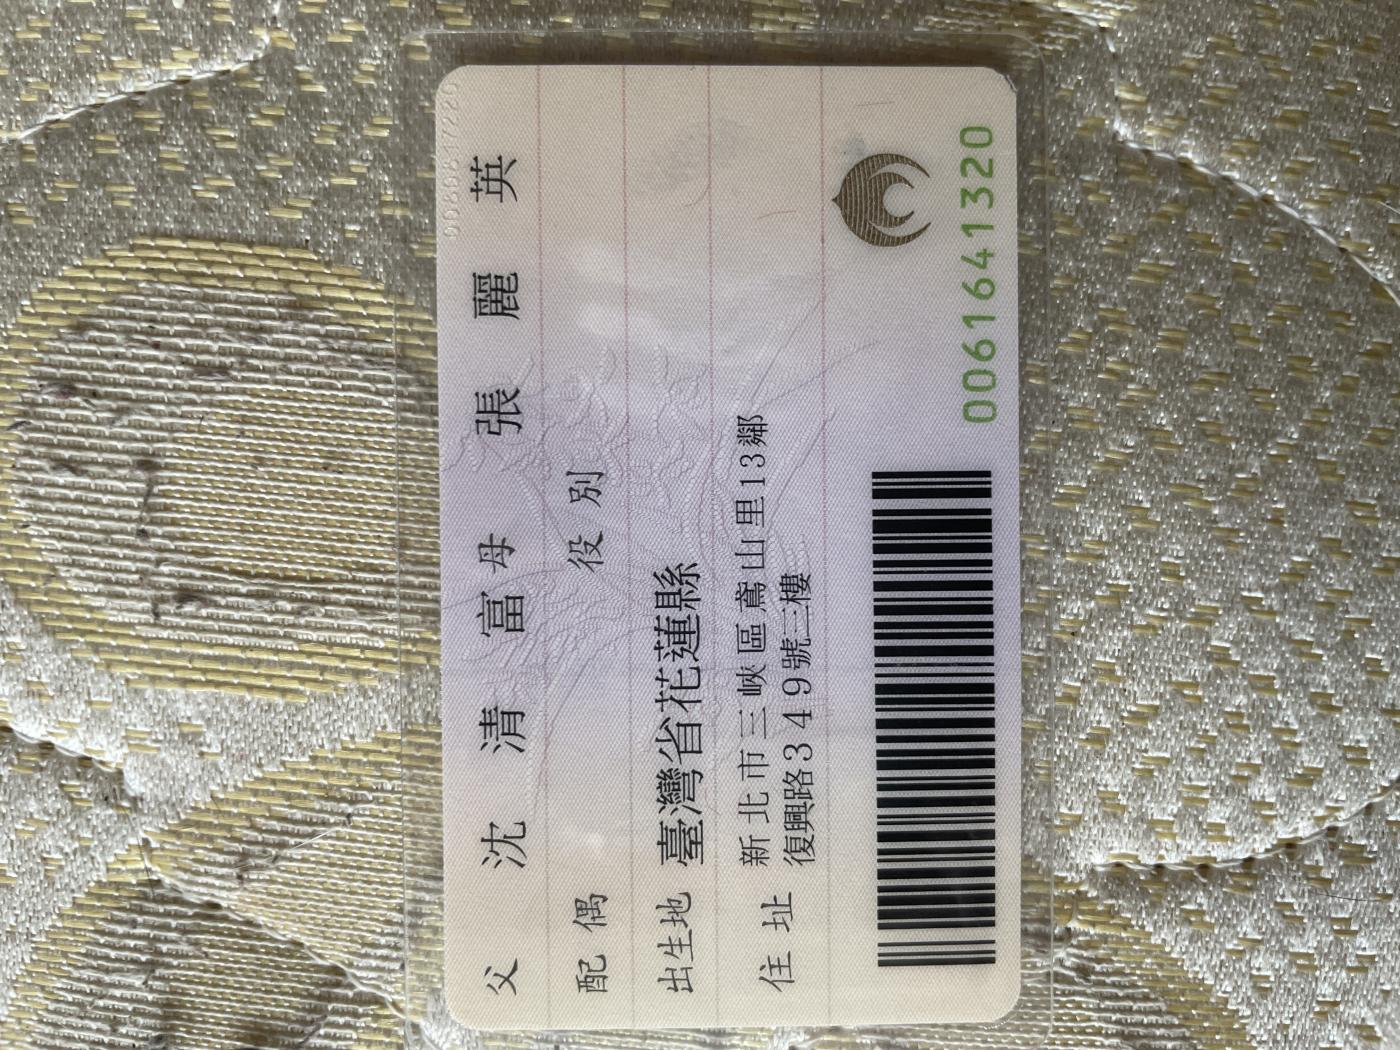 父 沈清富 母 張麗英
配偶 役別
出生地 臺灣省花蓮縣
住址 新北市三峽區鳶山里13鄰
復興路349號三樓
0061641320